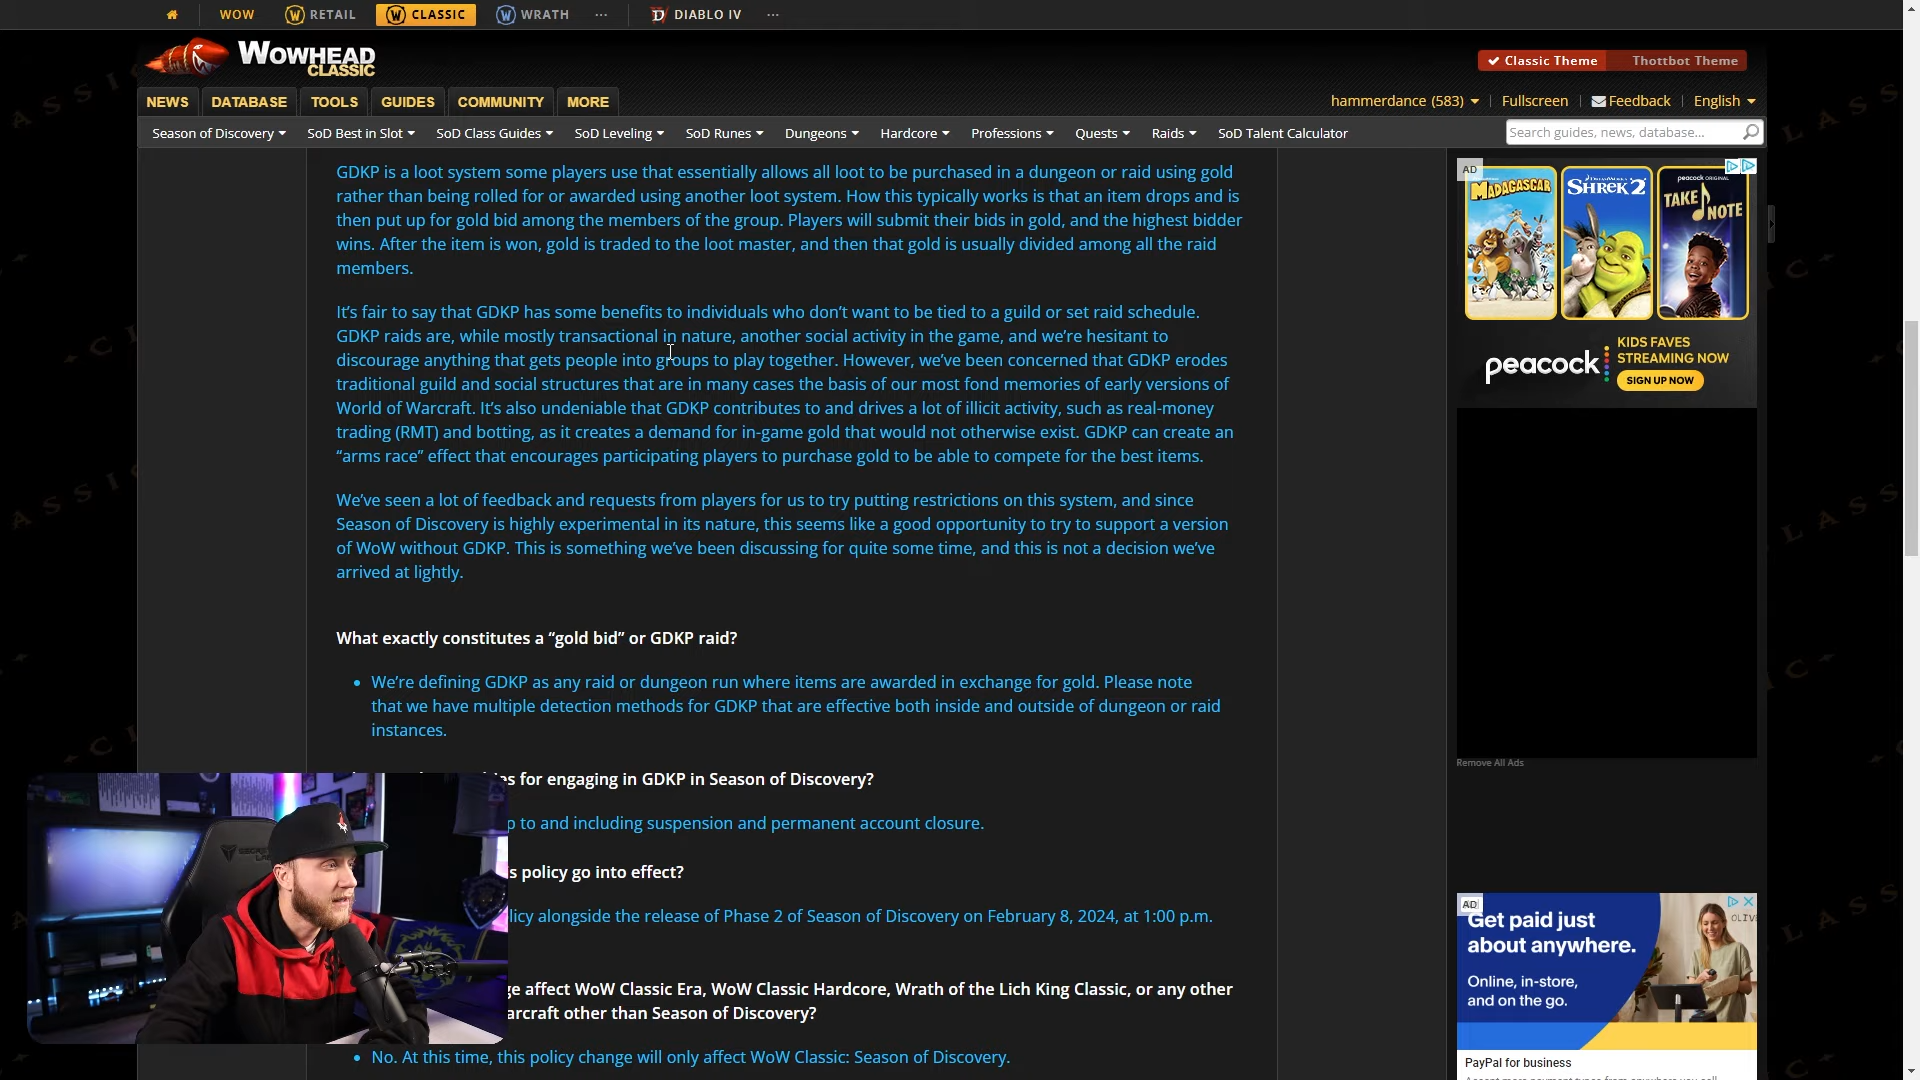 WOW
RETAIL
CLASSIC
WRATH
...
DIABLO IV
...
WOWHEAD
CLASSIC
Classic Theme
Thottbot Theme
NEWS
DATABASE
TOOLS
GUIDES
COMMUNITY
MORE
hammerdance (583)
Fullscreen
Feedback
English
Season of Discovery
SoD Best in Slot
SoD Class Guides
SoD Leveling
SoD Runes
Dungeons
Hardcore
Professions
Quests
Raids
SoD Talent Calculator
Search guides, news, database...
GDKP is a loot system some players use that essentially allows all loot to be purchased in a dungeon or raid using gold
rather than being rolled for or awarded using another loot system. How this typically works is that an item drops and is
then put up for gold bid among the members of the group. Players will submit their bids in gold, and the highest bidder
wins. After the item is won, gold is traded to the loot master, and then that gold is usually divided among all the raid
members.
It’s fair to say that GDKP has some benefits to individuals who don’t want to be tied to a guild or set raid schedule.
GDKP raids are, while mostly transactional in nature, another social activity in the game, and we’re hesitant to
discourage anything that gets people into groups to play together. However, we’ve been concerned that GDKP erodes
traditional guild and social structures that are in many cases the basis of our most fond memories of early versions of
World of Warcraft. It’s also undeniable that GDKP contributes to and drives a lot of illicit activity, such as real-money
trading (RMT) and botting, as it creates a demand for in-game gold that would not otherwise exist. GDKP can create an
“arms race” effect that encourages participating players to purchase gold to be able to compete for the best items.
We’ve seen a lot of feedback and requests from players for us to try putting restrictions on this system, and since
Season of Discovery is highly experimental in its nature, this seems like a good opportunity to try to support a version
of WoW without GDKP. This is something we’ve been discussing for quite some time, and this is not a decision we’ve
arrived at lightly.
What exactly constitutes a “gold bid” or GDKP raid?
• We’re defining GDKP as any raid or dungeon run where items are awarded in exchange for gold. Please note
that we have multiple detection methods for GDKP that are effective both inside and outside of dungeon or raid
instances.
es for engaging in GDKP in Season of Discovery?
p to and including suspension and permanent account closure.
s policy go into effect?
licy alongside the release of Phase 2 of Season of Discovery on February 8, 2024, at 1:00 p.m.
ge affect WoW Classic Era, WoW Classic Hardcore, Wrath of the Lich King Classic, or any other
arcraft other than Season of Discovery?
• No. At this time, this policy change will only affect WoW Classic: Season of Discovery.
AD
MADAGASCAR
SHREK 2
peacock ORIGINAL
TAKE NOTE
peacock
KIDS FAVES
STREAMING NOW
SIGN UP NOW
Remove All Ads
AD
Get paid just
about anywhere.
Online, in-store,
and on the go.
OLIV
PayPal for business